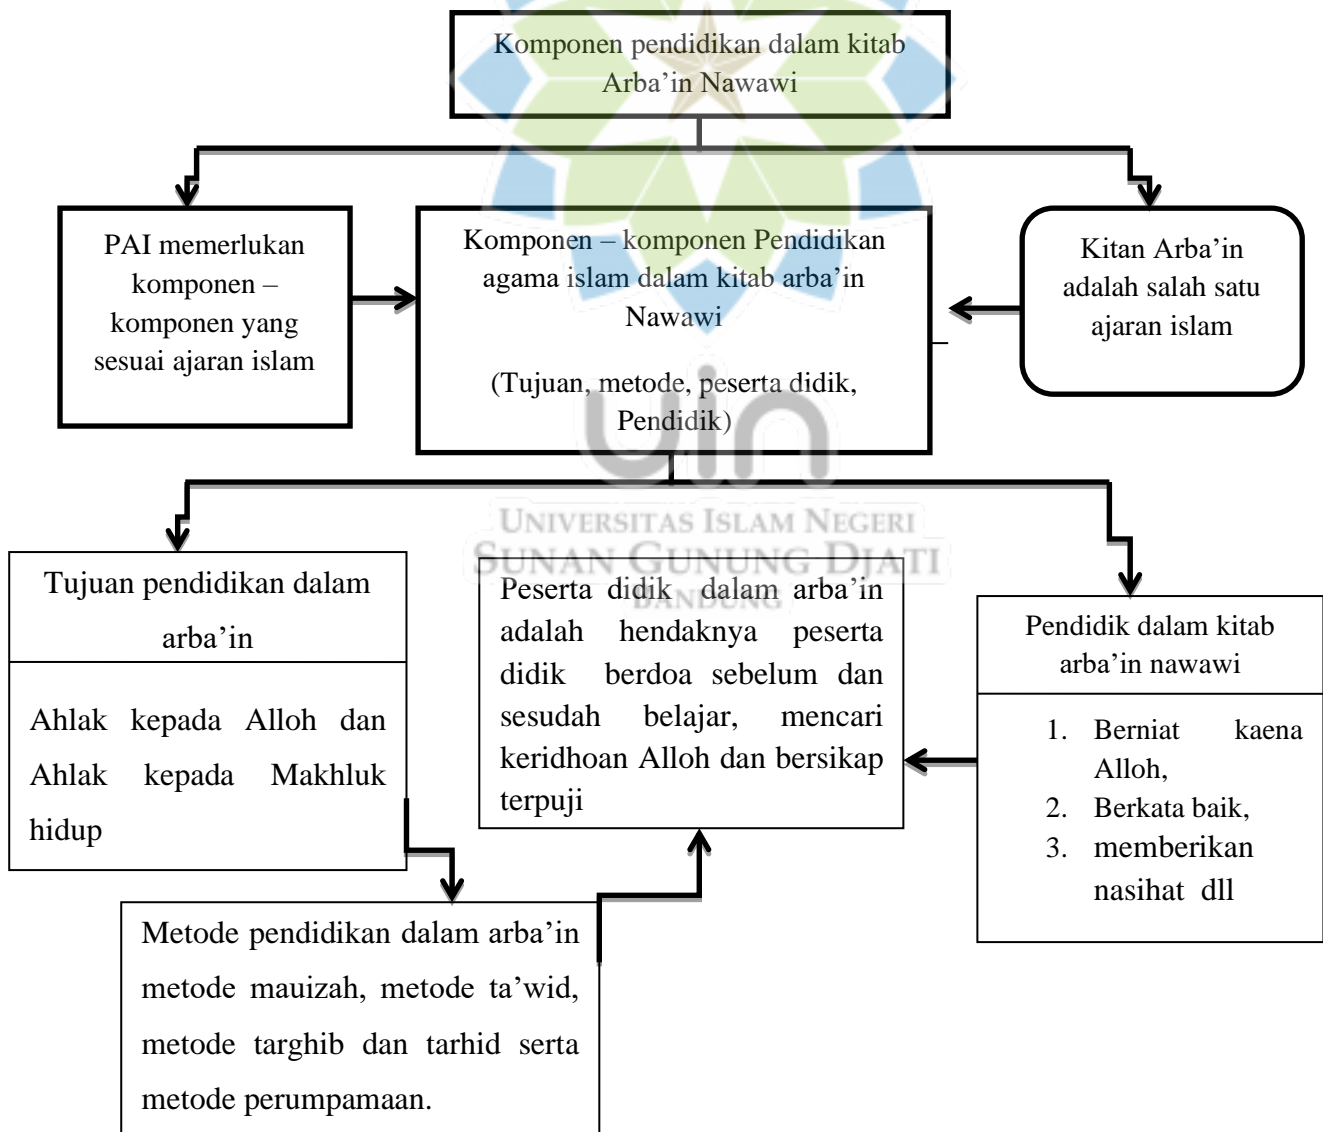 Komponen pendidikan dalam kitab
Arba’in Nawawi
PAI memerlukan
komponen –
komponen yang
sesuai ajaran islam
Komponen – komponen Pendidikan
agama islam dalam kitab arba’in
Nawawi
(Tujuan, metode, peserta didik,
Pendidik)
Kitan Arba’in
adalah salah satu
ajaran islam
uin
UNIVERSITAS ISLAM NEGERI
SUNAN GUNUNG DJATI
BANDUNG
Tujuan pendidikan dalam
arba’in
Ahlak kepada Alloh dan
Ahlak kepada Makhluk
hidup
Peserta didik dalam arba’in
adalah hendaknya peserta
didik berdoa sebelum dan
sesudah belajar, mencari
keridhoan Alloh dan bersikap
terpuji
Pendidik dalam kitab
arba’in nawawi
1. Berniat kaena
Alloh,
2. Berkata baik,
3. memberikan
nasihat dll
Metode pendidikan dalam arba’in
metode mauizah, metode ta’wid,
metode targhib dan tarhid serta
metode perumpamaan.